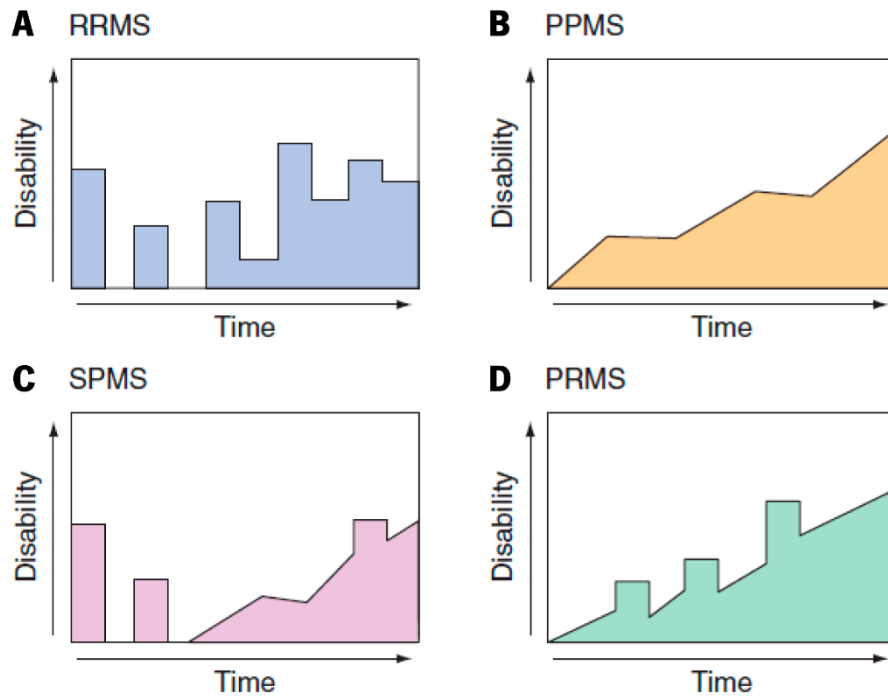 A RRMS
Disability
Time
B PPMS
Disability
Time
C SPMS
Disability
Time
D PRMS
Disability
Time